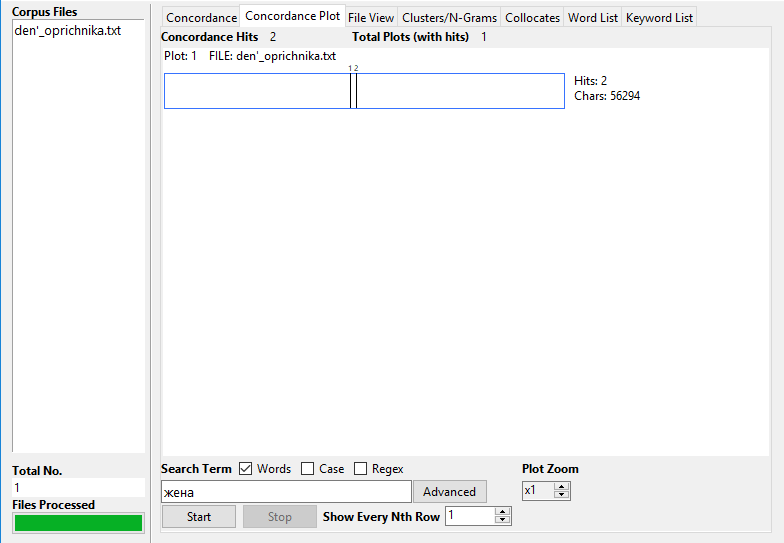 Corpus Files
den'_oprichnika.txt
Total No.
1
Files Processed
Concordance Concordance Plot File View Clusters/N-Grams Collocates Word List Keyword List
Concordance Hits 2 Total Plots (with hits) 1
Plot: 1 FILE: den'_oprichnika.txt
1 2
Hits: 2
Chars: 56294
Search Term Words Case Regex Plot Zoom
жена Advanced x1
Start Stop Show Every Nth Row 1